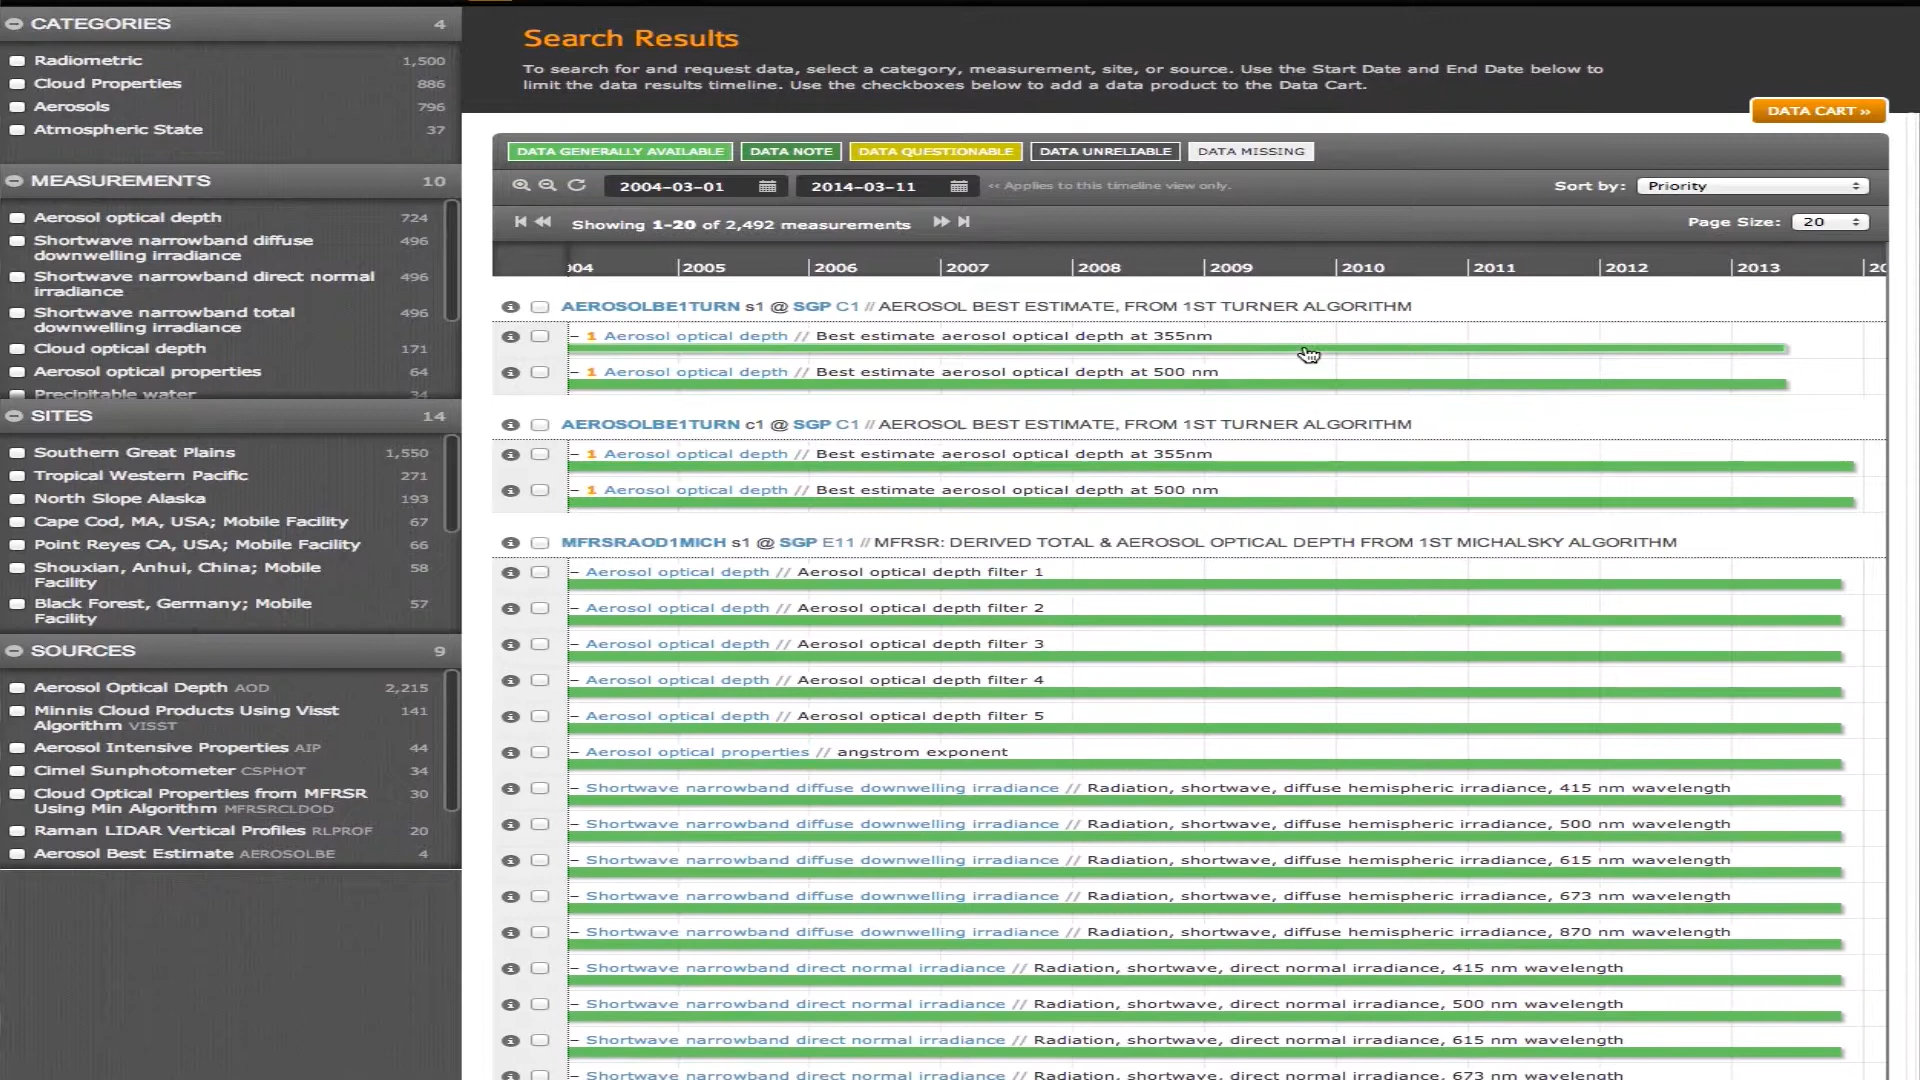 CATEGORIES 4
Radiometric 1,500
Cloud Properties 886
Aerosols 796
Atmospheric State 37
MEASUREMENTS 10
Aerosol optical depth 724
Shortwave narrowband diffuse 496
downwelling irradiance
Shortwave narrowband direct normal 496
irradiance
Shortwave narrowband total 496
downwelling irradiance
Cloud optical depth 171
Aerosol optical properties 64
Precipitable water 34
SITES 14
Southern Great Plains 1,550
Tropical Western Pacific 271
North Slope Alaska 193
Cape Cod, MA, USA; Mobile Facility 67
Point Reyes CA, USA; Mobile Facility 66
Shouxian, Anhui, China; Mobile 58
Facility
Black Forest, Germany; Mobile 57
Facility
SOURCES 9
Aerosol Optical Depth AOD 2,215
Minnis Cloud Products Using Visst 141
Algorithm VISST
Aerosol Intensive Properties AIP 44
Cimel Sunphotometer CSPHOT 34
Cloud Optical Properties from MFRSR 30
Using Min Algorithm MFRSRCLDOD
Raman LIDAR Vertical Profiles RLPROF 20
Aerosol Best Estimate AEROSOLBE 4
Search Results
To search for and request data, select a category, measurement, site, or source. Use the Start Date and End Date below to
limit the data results timeline. Use the checkboxes below to add a data product to the Data Cart.
DATA CART »
DATA GENERALLY AVAILABLE DATA NOTE DATA QUESTIONABLE DATA UNRELIABLE DATA MISSING
2004-03-01 2014-03-11 << Applies to this timeline view only. Sort by: Priority
Showing 1-20 of 2,492 measurements Page Size: 20
04 2005 2006 2007 2008 2009 2010 2011 2012 2013 20
AEROSOLBE1TURN s1 @ SGP C1 // AEROSOL BEST ESTIMATE, FROM 1ST TURNER ALGORITHM
– 1 Aerosol optical depth // Best estimate aerosol optical depth at 355nm
– 1 Aerosol optical depth // Best estimate aerosol optical depth at 500 nm
AEROSOLBE1TURN c1 @ SGP C1 // AEROSOL BEST ESTIMATE, FROM 1ST TURNER ALGORITHM
– 1 Aerosol optical depth // Best estimate aerosol optical depth at 355nm
– 1 Aerosol optical depth // Best estimate aerosol optical depth at 500 nm
MFRSRAOD1MICH s1 @ SGP E11 // MFRSR: DERIVED TOTAL & AEROSOL OPTICAL DEPTH FROM 1ST MICHALSKY ALGORITHM
– Aerosol optical depth // Aerosol optical depth filter 1
– Aerosol optical depth // Aerosol optical depth filter 2
– Aerosol optical depth // Aerosol optical depth filter 3
– Aerosol optical depth // Aerosol optical depth filter 4
– Aerosol optical depth // Aerosol optical depth filter 5
– Aerosol optical properties // angstrom exponent
– Shortwave narrowband diffuse downwelling irradiance // Radiation, shortwave, diffuse hemispheric irradiance, 415 nm wavelength
– Shortwave narrowband diffuse downwelling irradiance // Radiation, shortwave, diffuse hemispheric irradiance, 500 nm wavelength
– Shortwave narrowband diffuse downwelling irradiance // Radiation, shortwave, diffuse hemispheric irradiance, 615 nm wavelength
– Shortwave narrowband diffuse downwelling irradiance // Radiation, shortwave, diffuse hemispheric irradiance, 673 nm wavelength
– Shortwave narrowband diffuse downwelling irradiance // Radiation, shortwave, diffuse hemispheric irradiance, 870 nm wavelength
– Shortwave narrowband direct normal irradiance // Radiation, shortwave, direct normal irradiance, 415 nm wavelength
– Shortwave narrowband direct normal irradiance // Radiation, shortwave, direct normal irradiance, 500 nm wavelength
– Shortwave narrowband direct normal irradiance // Radiation, shortwave, direct normal irradiance, 615 nm wavelength
– Shortwave narrowband direct normal irradiance // Radiation, shortwave, direct normal irradiance, 673 nm wavelength